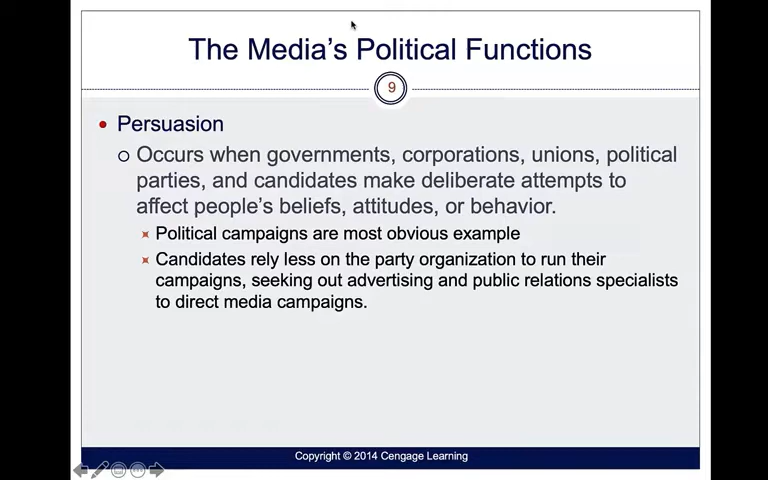 The Media's Political Functions
9
Persuasion
Occurs when governments, corporations, unions, political
parties, and candidates make deliberate attempts to
affect people's beliefs, attitudes, or behavior.
Political campaigns are most obvious example
Candidates rely less on the party organization to run their
campaigns, seeking out advertising and public relations specialists
to direct media campaigns.
Copyright © 2014 Cengage Learning